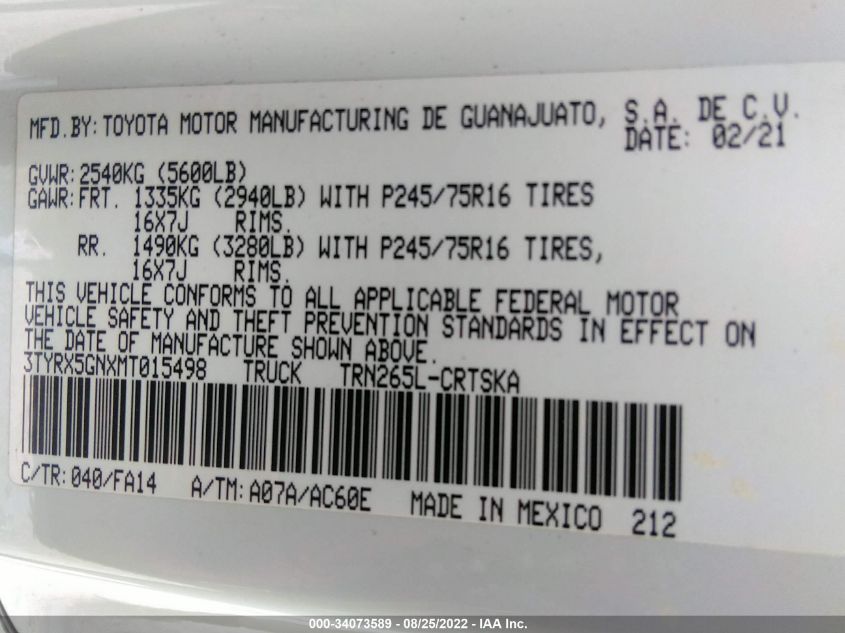 MFD.BY: TOYOTA MOTOR MANUFACTURING DE GUANAJUATO, S.A. DE C.V.
DATE: 02/21
GVWR: 2540KG (5600LB)
GAWR: FRT. 1335KG (2940LB) WITH P245/75R16 TIRES
16X7J RIMS.
RR. 1490KG (3280LB) WITH P245/75R16 TIRES,
16X7J RIMS.
THIS VEHICLE CONFORMS TO ALL APPLICABLE FEDERAL MOTOR
VEHICLE SAFETY AND THEFT PREVENTION STANDARDS IN EFFECT ON
THE DATE OF MANUFACTURE SHOWN ABOVE.
3TYRX5GNXMT015498 TRUCK TRN265L-CRTSKA
C/TR: 040/FA14 A/TM: A07A/AC60E MADE IN MEXICO 212
000-34073589 - 08/25/2022 - IAA Inc.